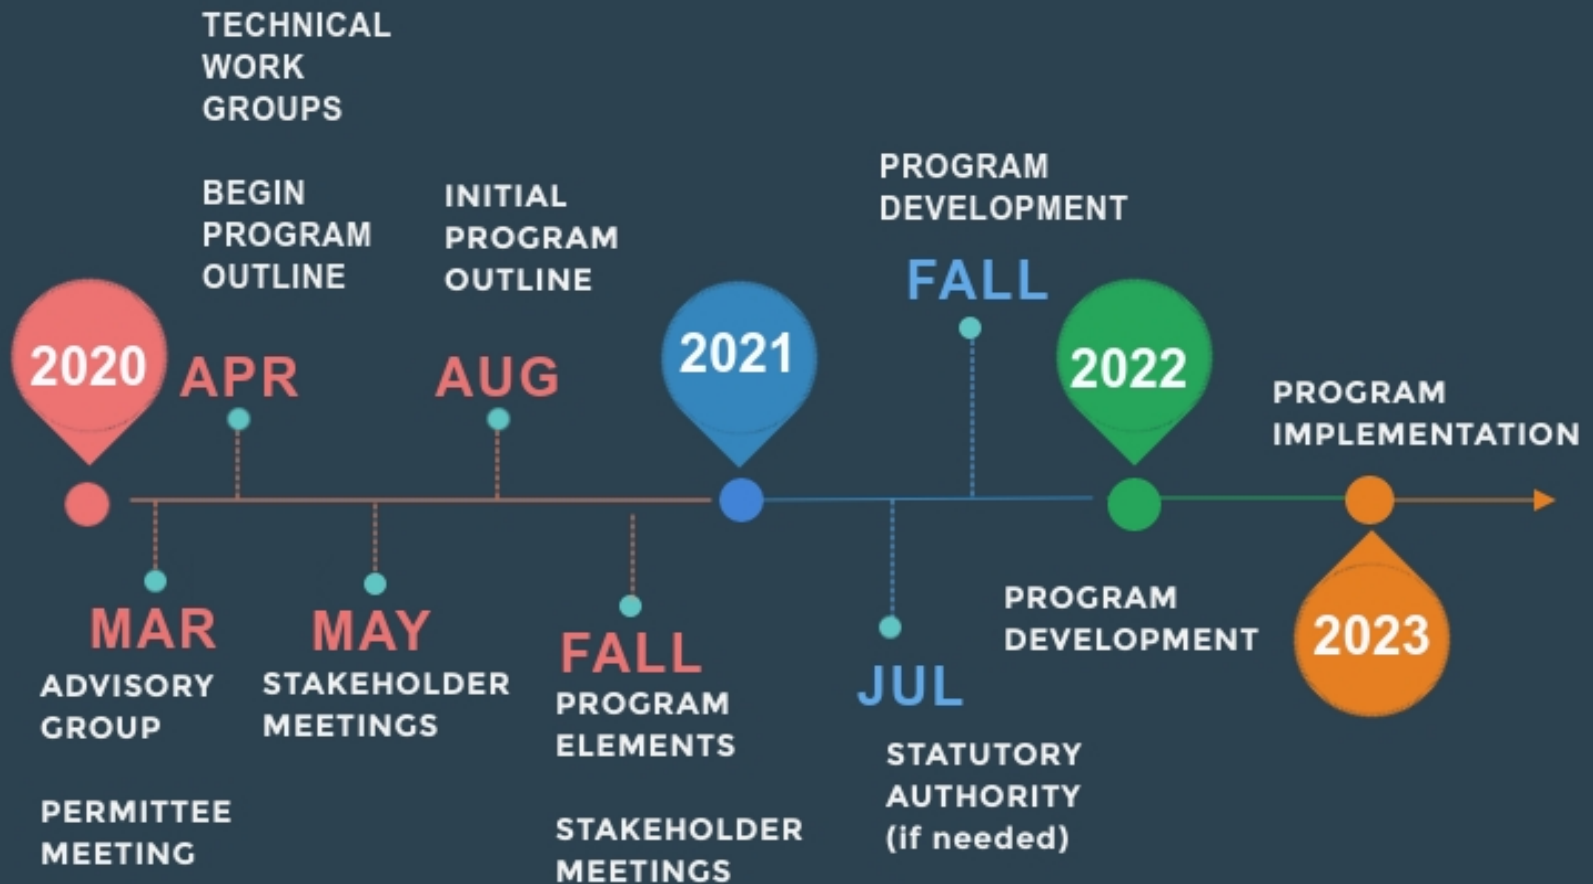 TECHNICAL
WORK
GROUPS
BEGIN
PROGRAM
OUTLINE
INITIAL
PROGRAM
OUTLINE
PROGRAM
DEVELOPMENT
2020
APR
AUG
2021
FALL
2022
PROGRAM
IMPLEMENTATION
MAR
ADVISORY
GROUP
PERMITTEE
MEETING
MAY
STAKEHOLDER
MEETINGS
FALL
PROGRAM
ELEMENTS
STAKEHOLDER
MEETINGS
JUL
STATUTORY
AUTHORITY
(if needed)
PROGRAM
DEVELOPMENT
2023